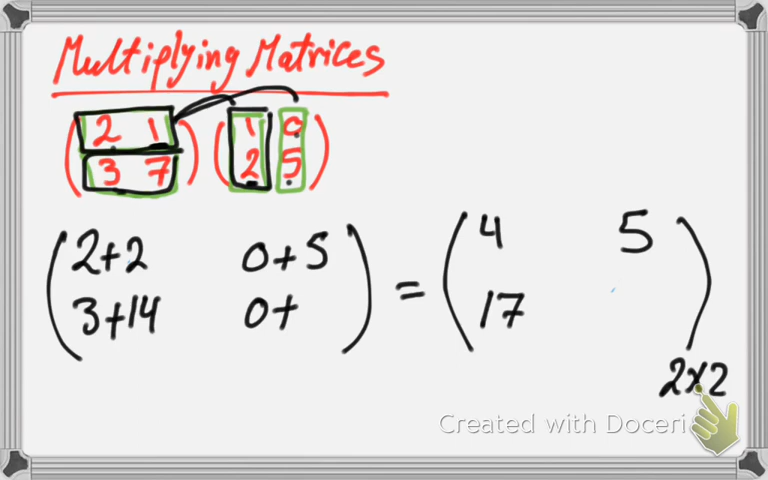 Multiplying Matrices
(2 1) (1 0)
(3 7) (2 5)
(2+2 0+5) = (4 5)
(3+14 0+ ) (17 )
2x2
Created with Doceri